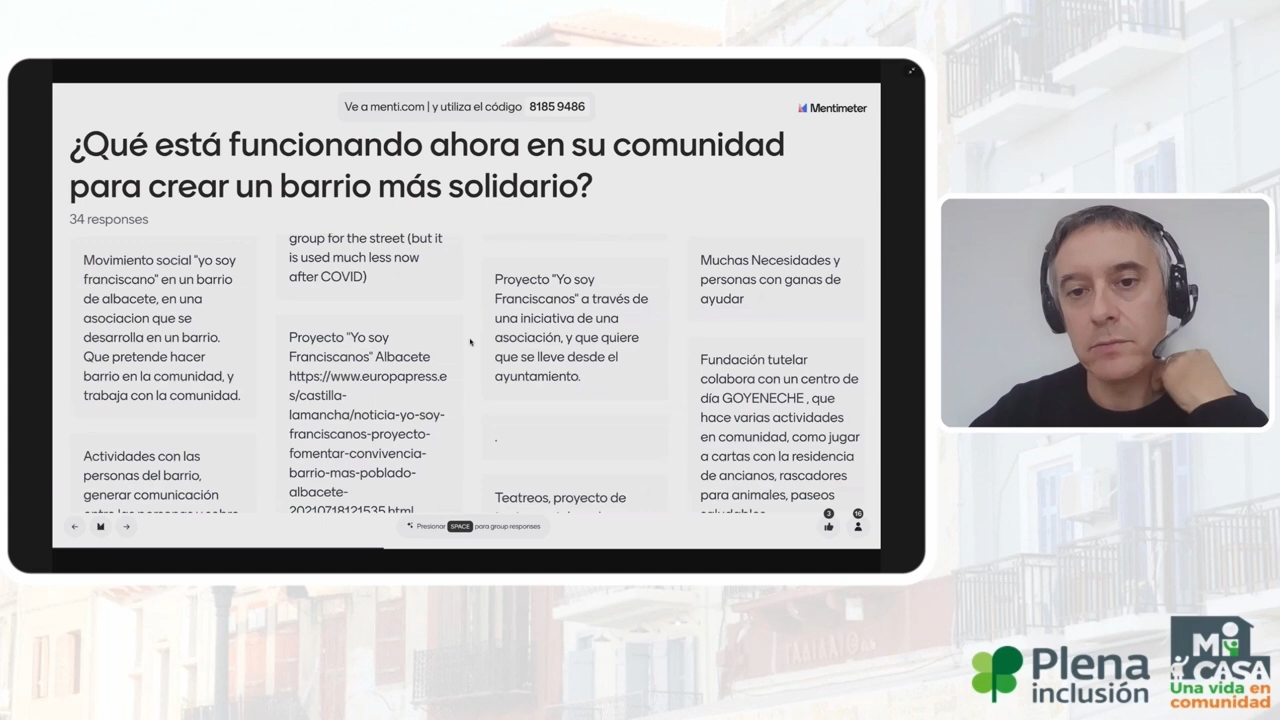 Ve a menti.com | y utiliza el código 8185 9486
Mentimeter
¿Qué está funcionando ahora en su comunidad
para crear un barrio más solidario?
34 responses
Movimiento social "yo soy
franciscano" en un barrio
de albacete, en una
asociacion que se
desarrolla en un barrio.
Que pretende hacer
barrio en la comunidad, y
trabaja con la comunidad.
Actividades con las
personas del barrio,
generar comunicación
group for the street (but it
is used much less now
after COVID)
Proyecto "Yo soy
Franciscanos" Albacete
https://www.europapress.e
s/castilla-
lamancha/noticia-yo-soy-
franciscanos-proyecto-
fomentar-convivencia-
barrio-mas-poblado-
albacete-
20210718121535.html
Proyecto "Yo soy
Franciscanos" a través de
una iniciativa de una
asociación, y que quiere
que se lleve desde el
ayuntamiento.
.
Teatreos, proyecto de
Muchas Necesidades y
personas con ganas de
ayudar
Fundación tutelar
colabora con un centro de
día GOYENECHE , que
hace varias actividades
en comunidad, como jugar
a cartas con la residencia
de ancianos, rascadores
para animales, paseos
saludables
Presionar SPACE para group responses
3
16
Plena
inclusión
Mi
CASA
Una vida en
comunidad